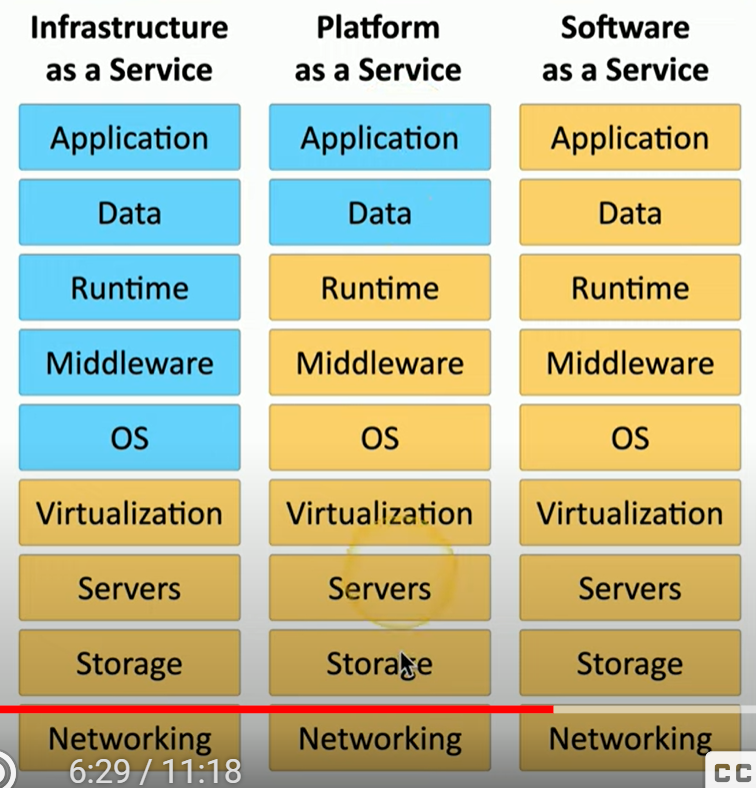 Infrastructure
as a Service
Platform
as a Service
Software
as a Service
Application
Application
Application
Data
Data
Data
Runtime
Runtime
Runtime
Middleware
Middleware
Middleware
OS
OS
OS
Virtualization
Virtualization
Virtualization
Servers
Servers
Servers
Storage
Storage
Storage
Networking
Networking
Networking
6:29 / 11:18
CC